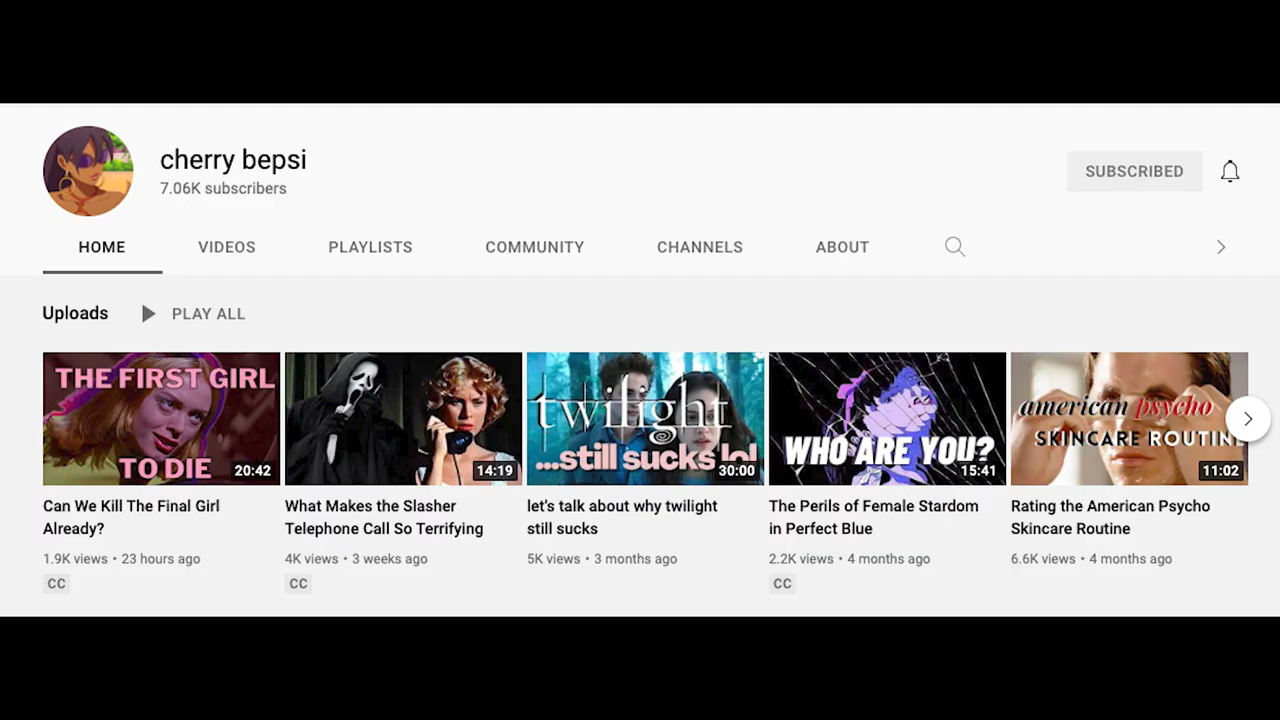 cherry bepsi
7.06K subscribers
SUBSCRIBED
HOME
VIDEOS
PLAYLISTS
COMMUNITY
CHANNELS
ABOUT
Uploads
PLAY ALL
THE FIRST GIRL
TO DIE
20:42
14:19
twilight
...still sucks lol
30:00
WHO ARE YOU?
15:41
american psycho
SKINCARE ROUTINE
11:02
Can We Kill The Final Girl
Already?
1.9K views • 23 hours ago
CC
What Makes the Slasher
Telephone Call So Terrifying
4K views • 3 weeks ago
CC
let's talk about why twilight
still sucks
5K views • 3 months ago
The Perils of Female Stardom
in Perfect Blue
2.2K views • 4 months ago
CC
Rating the American Psycho
Skincare Routine
6.6K views • 4 months ago